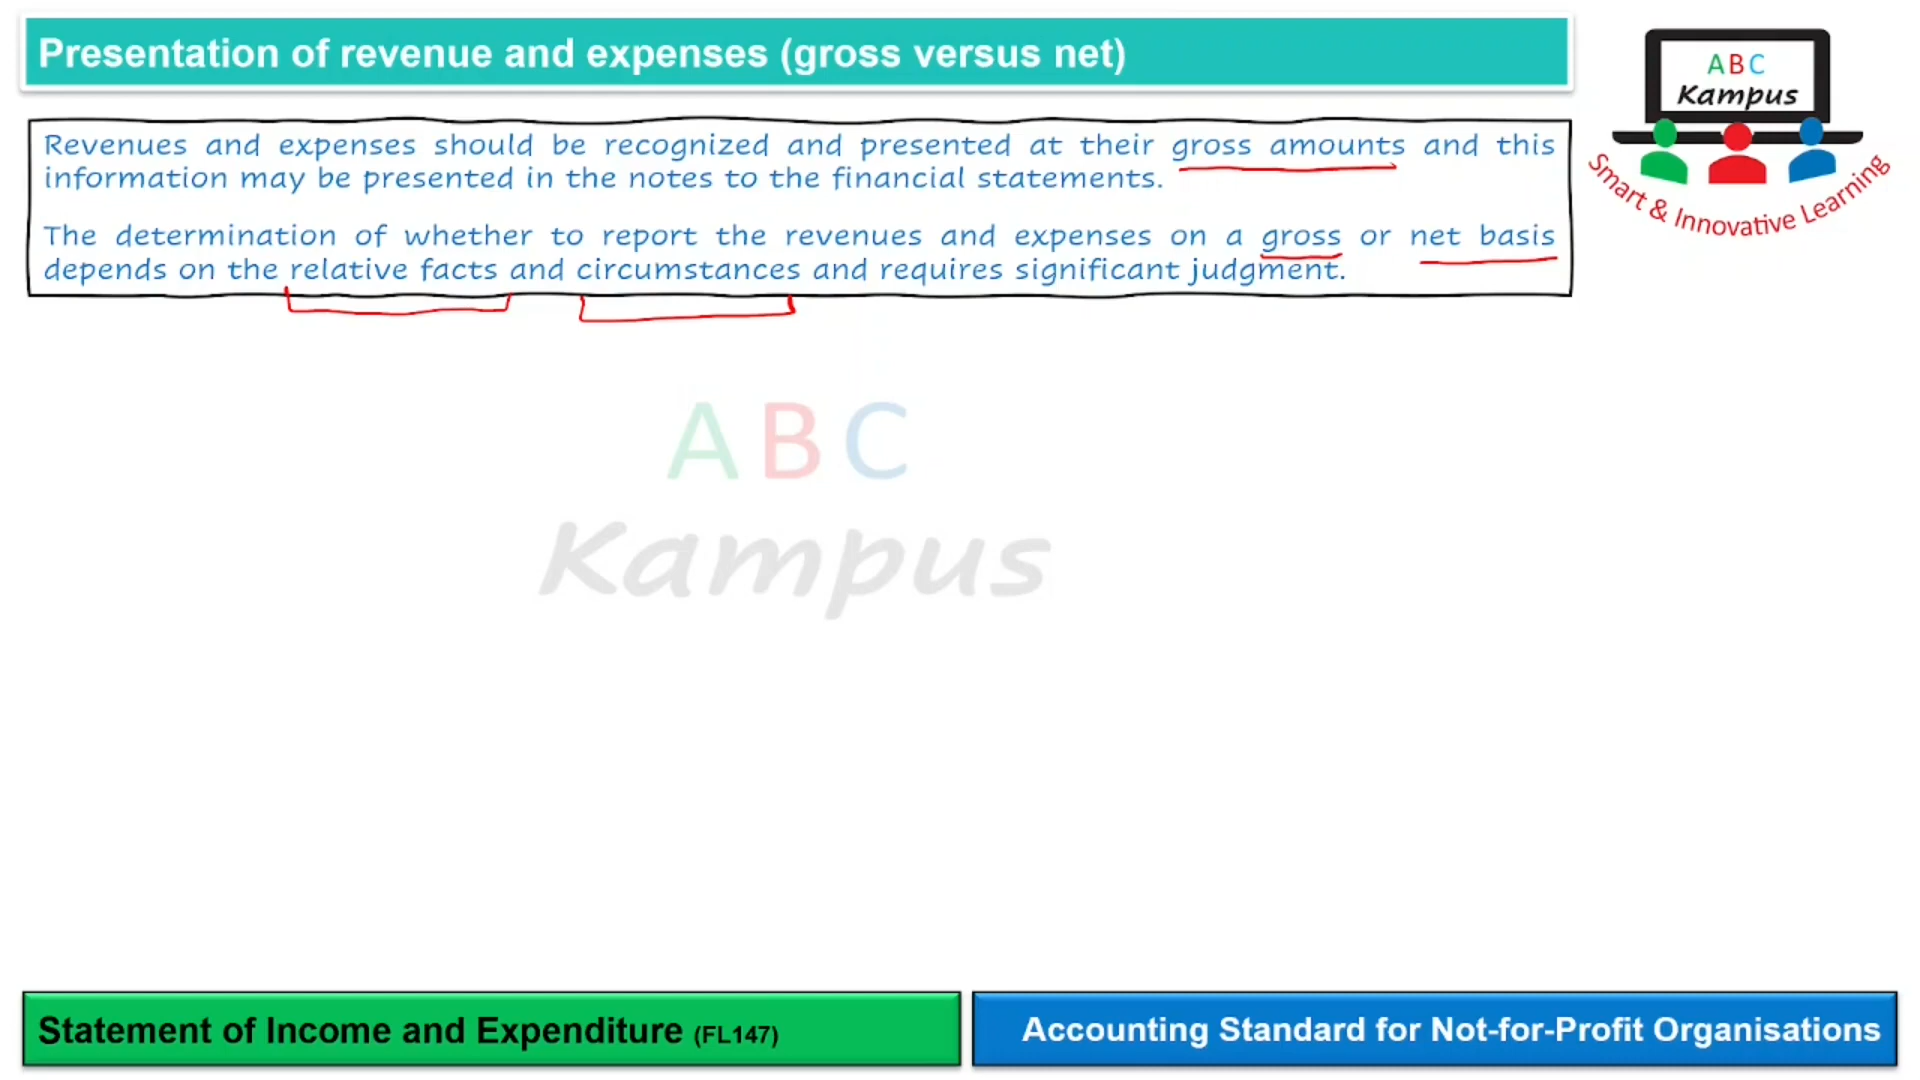 Presentation of revenue and expenses (gross versus net)
ABC
Kampus
Smart & Innovative Learning
Revenues and expenses should be recognized and presented at their gross amounts and this
information may be presented in the notes to the financial statements.
The determination of whether to report the revenues and expenses on a gross or net basis
depends on the relative facts and circumstances and requires significant judgment.
ABC
Kampus
Statement of Income and Expenditure (FL147)
Accounting Standard for Not-for-Profit Organisations